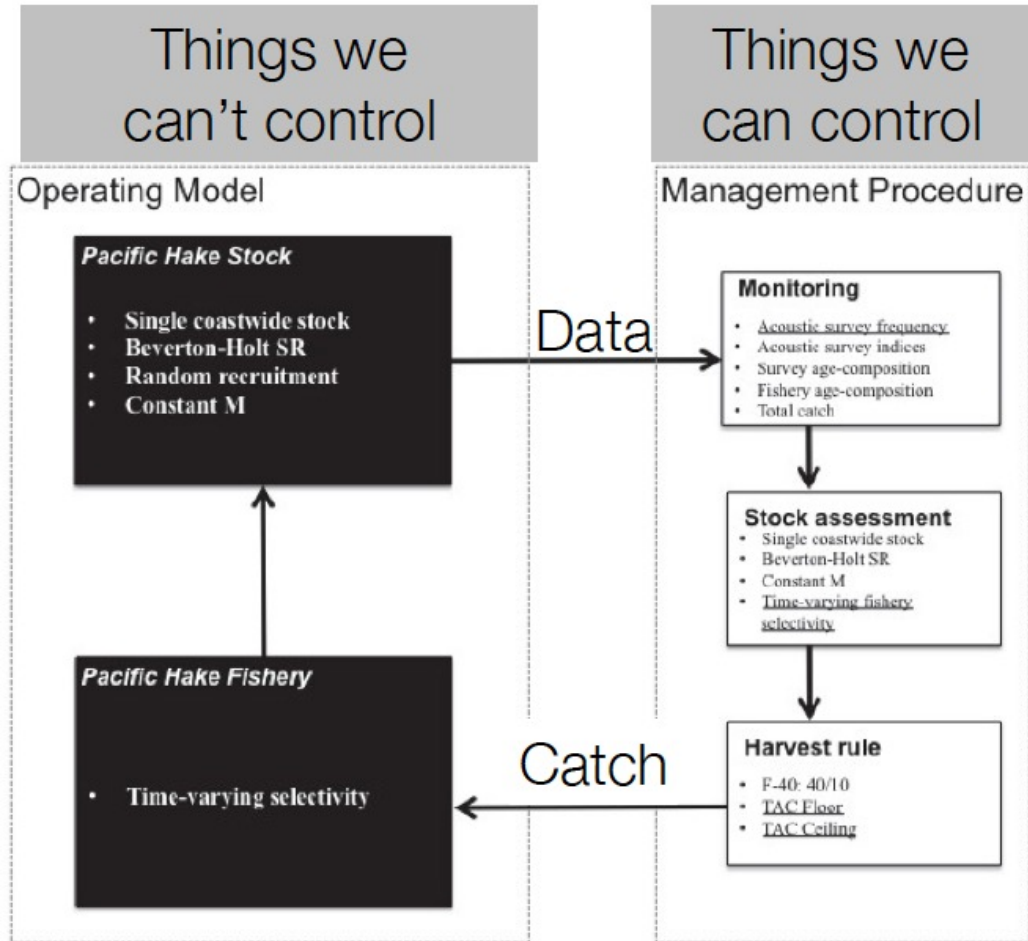 Things we
can't control
Things we
can control
Operating Model
Pacific Hake Stock
• Single coastwide stock
• Beverton-Holt SR
• Random recruitment
• Constant M
Data
Pacific Hake Fishery
• Time-varying selectivity
Catch
Management Procedure
Monitoring
• Acoustic survey frequency
• Acoustic survey indices
• Survey age-composition
• Fishery age-composition
• Total catch
Stock assessment
• Single coastwide stock
• Beverton-Holt SR
• Constant M
• Time-varying fishery
selectivity
Harvest rule
• F-40: 40/10
• TAC Floor
• TAC Ceiling